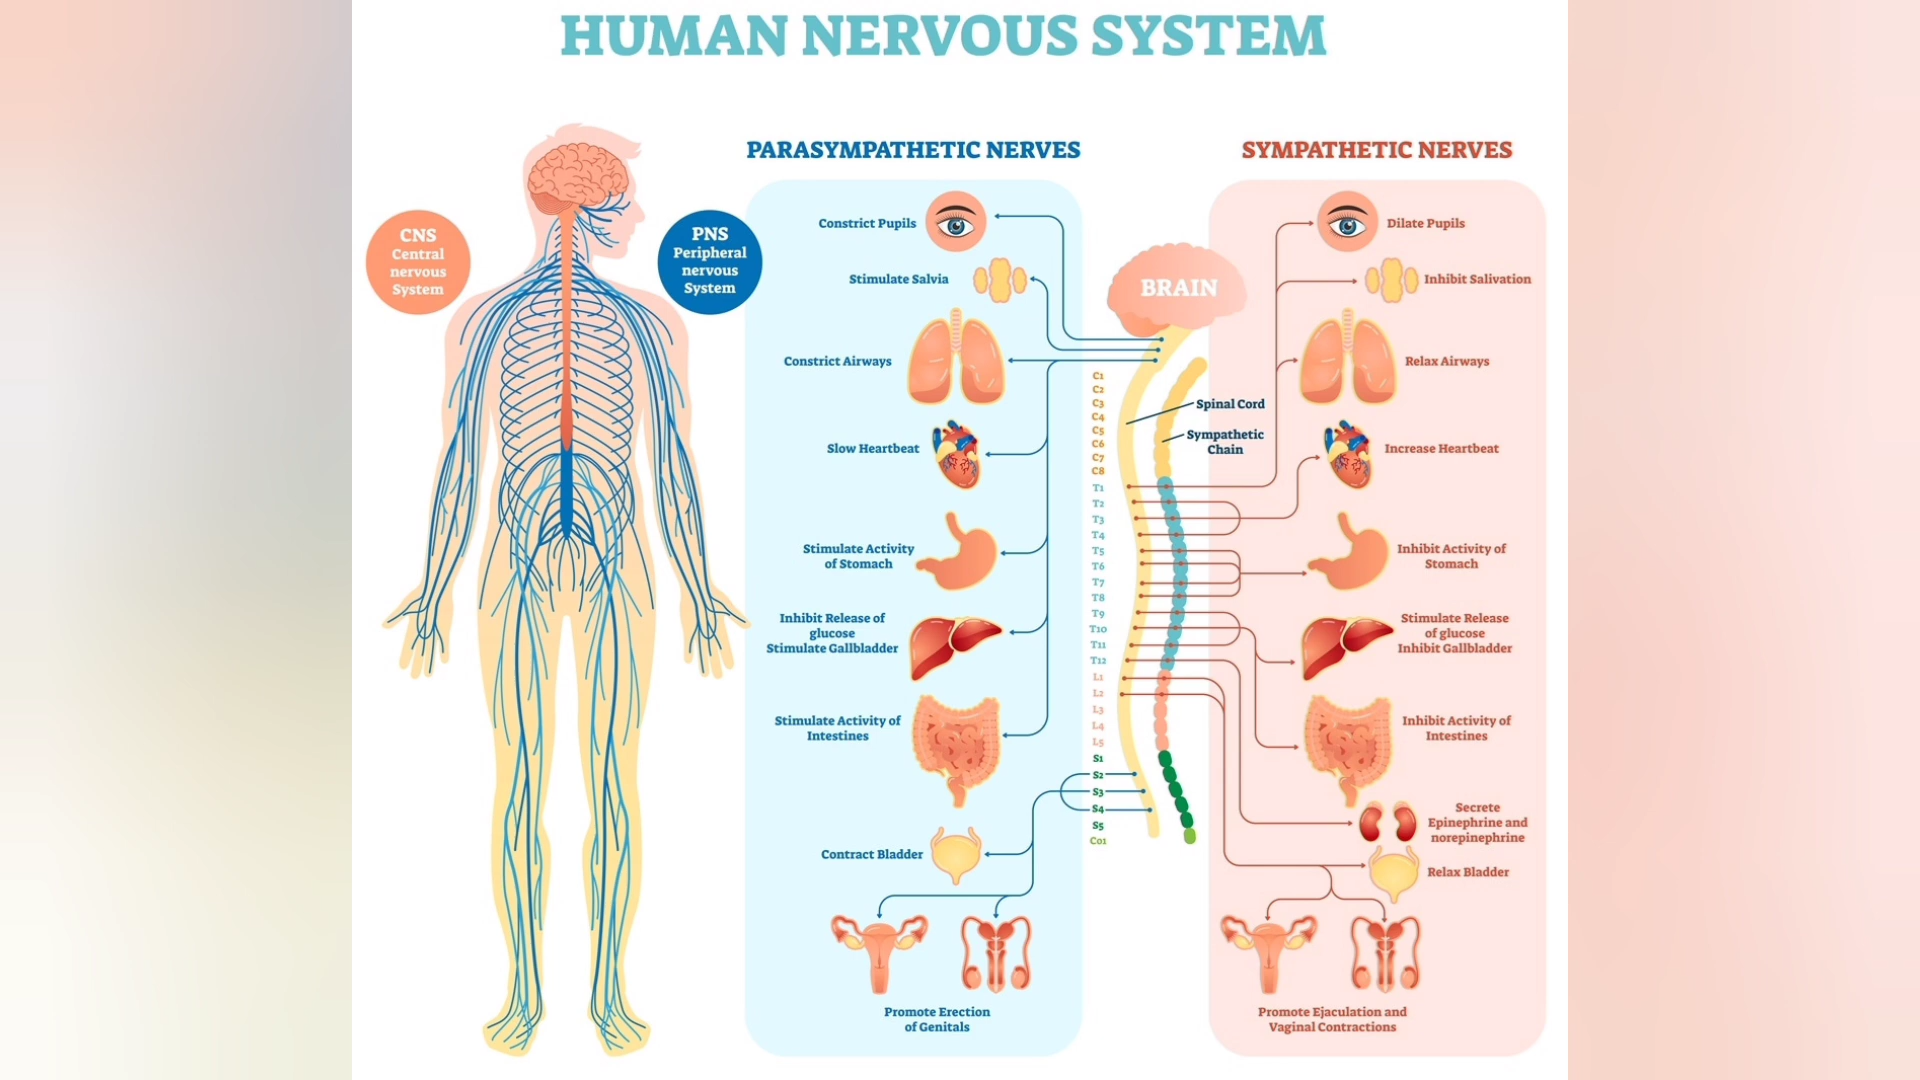 HUMAN NERVOUS SYSTEM
CNS
Central
nervous
System
PNS
Peripheral
nervous
System
PARASYMPATHETIC NERVES
Constrict Pupils
Stimulate Salvia
Constrict Airways
Slow Heartbeat
Stimulate Activity
of Stomach
Inhibit Release of
glucose
Stimulate Gallbladder
Stimulate Activity of
Intestines
Contract Bladder
Promote Erection
of Genitals
BRAIN
Spinal Cord
Sympathetic
Chain
C1
C2
C3
C4
C5
C6
C7
C8
T1
T2
T3
T4
T5
T6
T7
T8
T9
T10
T11
T12
L1
L2
L3
L4
L5
S1
S2
S3
S4
S5
Co1
SYMPATHETIC NERVES
Dilate Pupils
Inhibit Salivation
Relax Airways
Increase Heartbeat
Inhibit Activity of
Stomach
Stimulate Release
of glucose
Inhibit Gallbladder
Inhibit Activity of
Intestines
Secrete
Epinephrine and
norepinephrine
Relax Bladder
Promote Ejaculation and
Vaginal Contractions